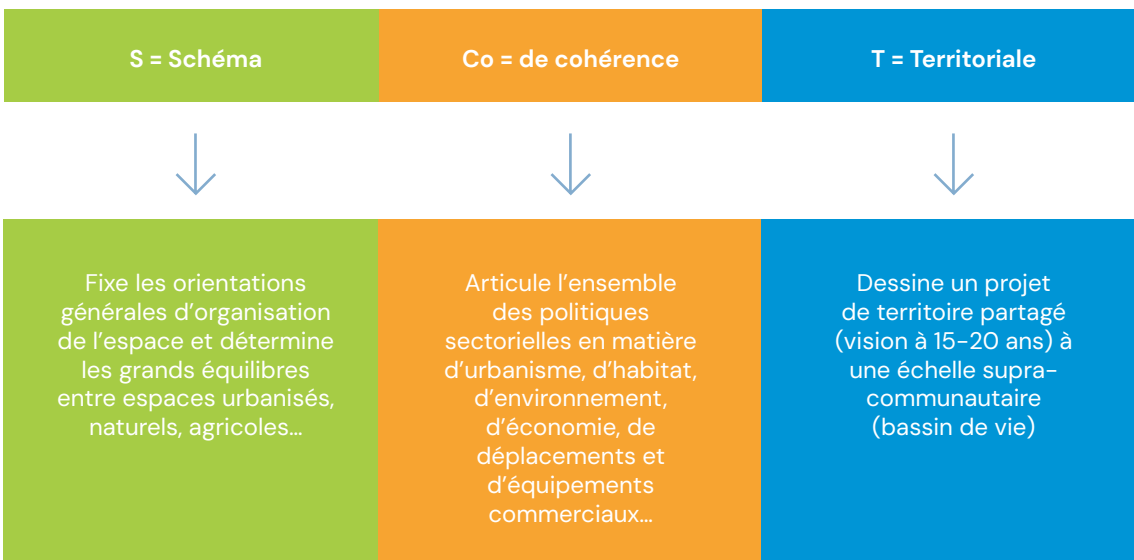 S = Schéma
Co = de cohérence
T = Territoriale
Fixe les orientations
générales d’organisation
de l’espace et détermine
les grands équilibres
entre espaces urbanisés,
naturels, agricoles…
Articule l’ensemble
des politiques
sectorielles en matière
d’urbanisme, d’habitat,
d’environnement,
d’économie, de
déplacements et
d’équipements
commerciaux…
Dessine un projet
de territoire partagé
(vision à 15-20 ans) à
une échelle supra-
communautaire
(bassin de vie)